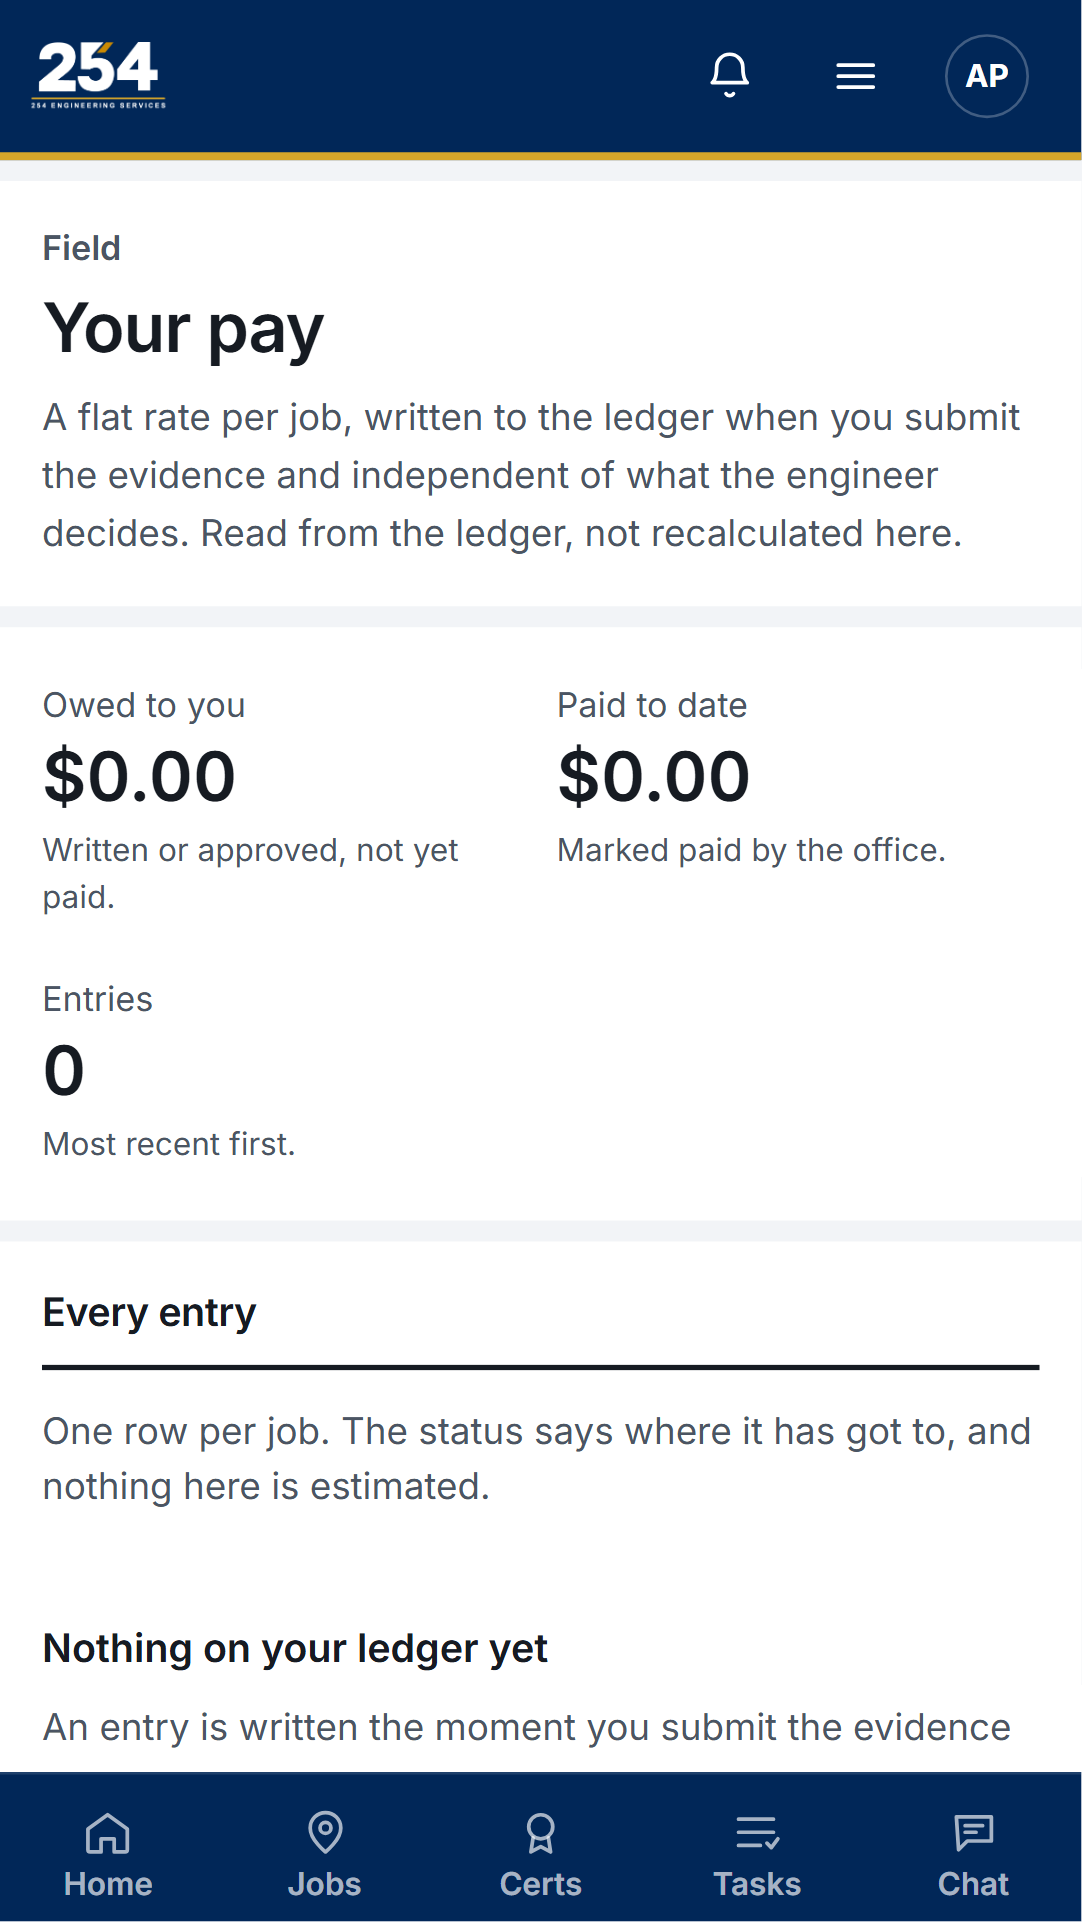 254
254 ENGINEERING SERVICES
AP
Field
Your pay
A flat rate per job, written to the ledger when you submit
the evidence and independent of what the engineer
decides. Read from the ledger, not recalculated here.
Owed to you
$0.00
Written or approved, not yet
paid.
Paid to date
$0.00
Marked paid by the office.
Entries
0
Most recent first.
Every entry
One row per job. The status says where it has got to, and
nothing here is estimated.
Nothing on your ledger yet
An entry is written the moment you submit the evidence
Home
Jobs
Certs
Tasks
Chat